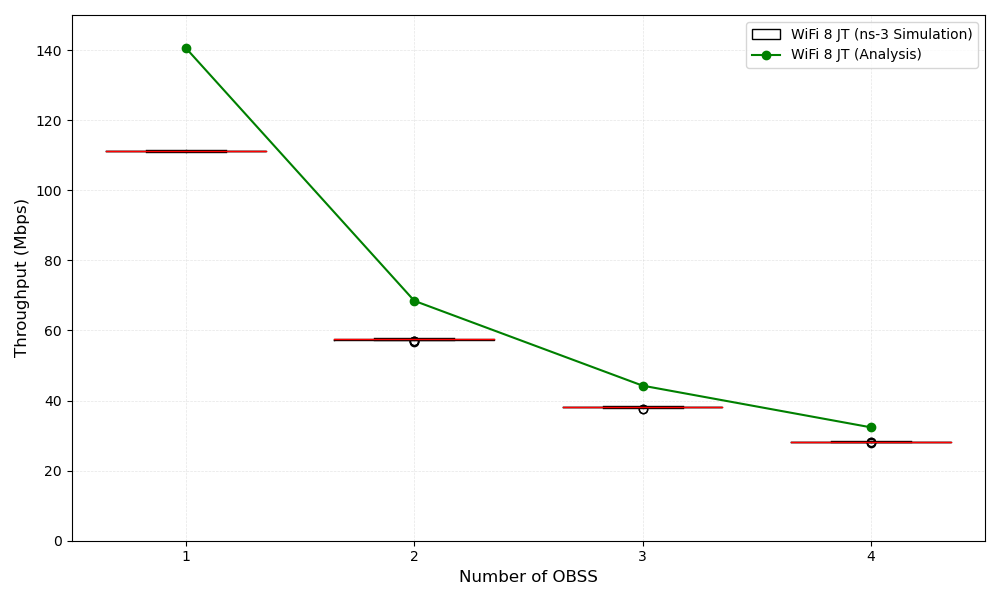 WiFi 8 JT (ns-3 Simulation)
WiFi 8 JT (Analysis)
Throughput (Mbps)
140
120
100
80
60
40
20
0
1 2 3 4
Number of OBSS